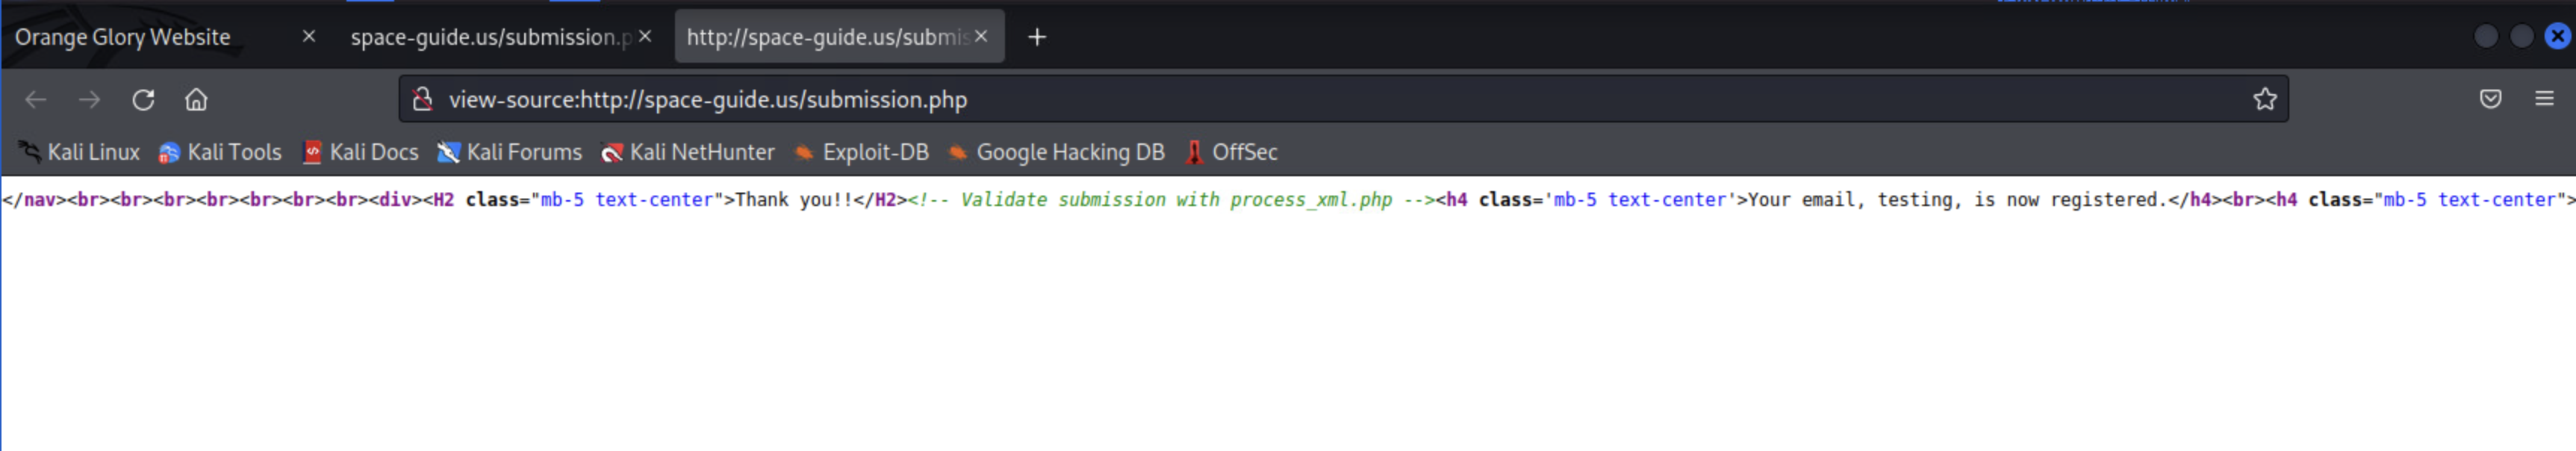 Orange Glory Website
space-guide.us/submission.p
http://space-guide.us/submis
view-source:http://space-guide.us/submission.php
Kali Linux Kali Tools Kali Docs Kali Forums Kali NetHunter Exploit-DB Google Hacking DB OffSec
</nav><br><br><br><br><br><br><br><div><H2 class="mb-5 text-center">Thank you!!</H2><!-- Validate submission with process_xml.php --><h4 class='mb-5 text-center'>Your email, testing, is now registered.</h4><br><h4 class="mb-5 text-center">